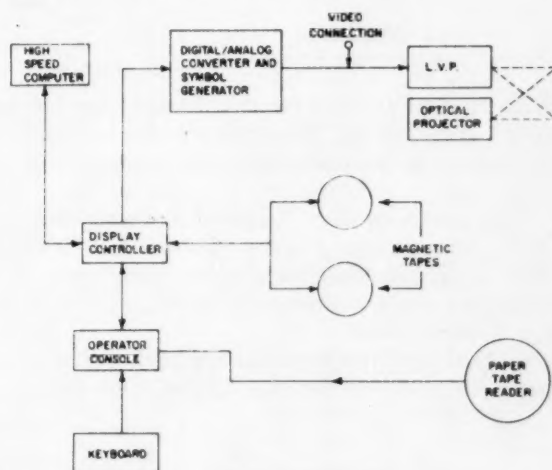 VIDEO
CONNECTION
HIGH
SPEED
COMPUTER
DIGITAL/ANALOG
CONVERTER AND
SYMBOL
GENERATOR
L.V.P.
OPTICAL
PROJECTOR
DISPLAY
CONTROLLER
MAGNETIC
TAPES
OPERATOR
CONSOLE
PAPER
TAPE
READER
KEYBOARD